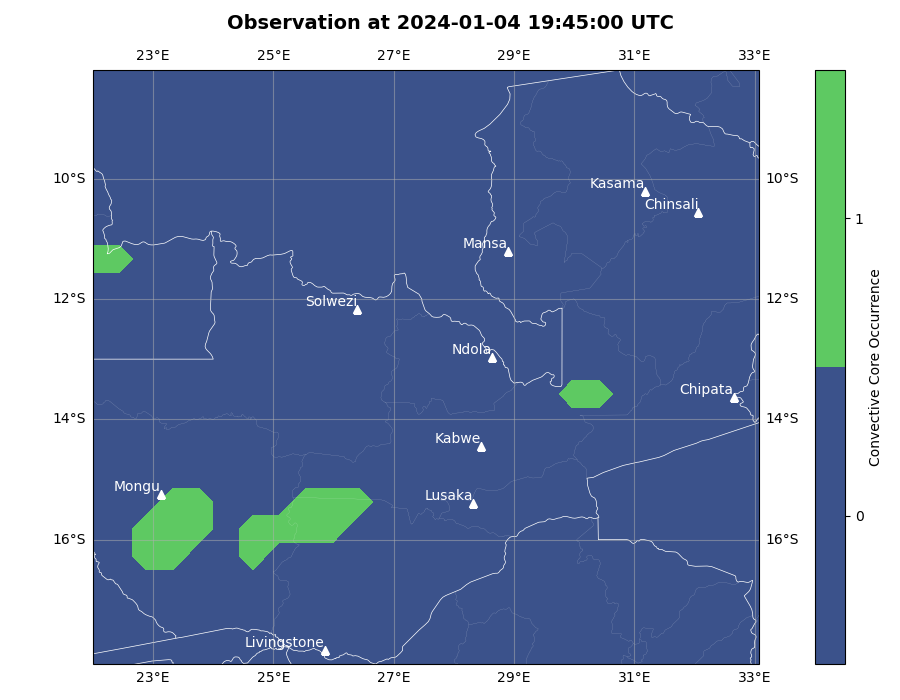 Observation at 2024-01-04 19:45:00 UTC
23°E 25°E 27°E 29°E 31°E 33°E
10°S 10°S
Kasama
Chinsali
Mansa
12°S 12°S
Solwezi
Ndola
Chipata
14°S 14°S
Kabwe
Mongu
Lusaka
16°S 16°S
Livingstone
23°E 25°E 27°E 29°E 31°E 33°E
1
0
Convective Core Occurrence